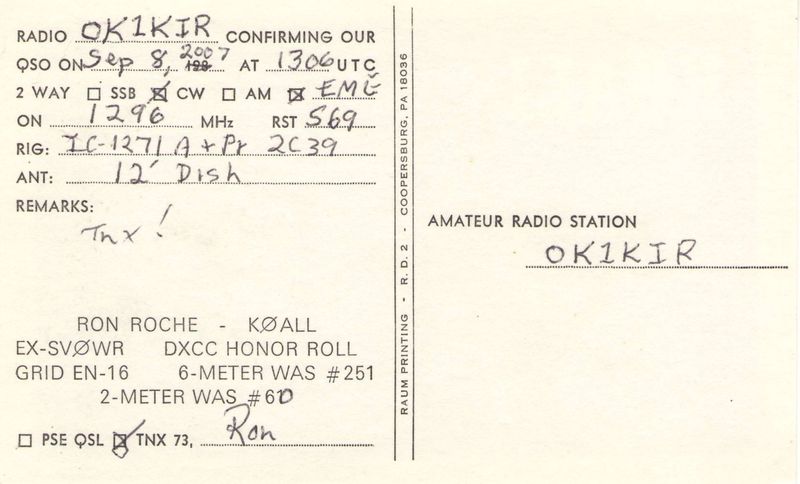 RADIO OK1KIR CONFIRMING OUR
QSO ON Sep 8, 2007 198 AT 1306 UTC
2 WAY ☐ SSB ☒ CW ☐ AM ☒ EME
ON 1296 MHz RST 569
RIG: IC-1271 A + Pr 2C39
ANT: 12' Dish
REMARKS:
Tnx !
RON ROCHE - KØALL
EX-SVØWR DXCC HONOR ROLL
GRID EN-16 6-METER WAS #251
2-METER WAS #60
☐ PSE QSL ☑ TNX 73, Ron
RAUM PRINTING - R.D. 2 - COOPERSBURG, PA 18036
AMATEUR RADIO STATION
OK1KIR